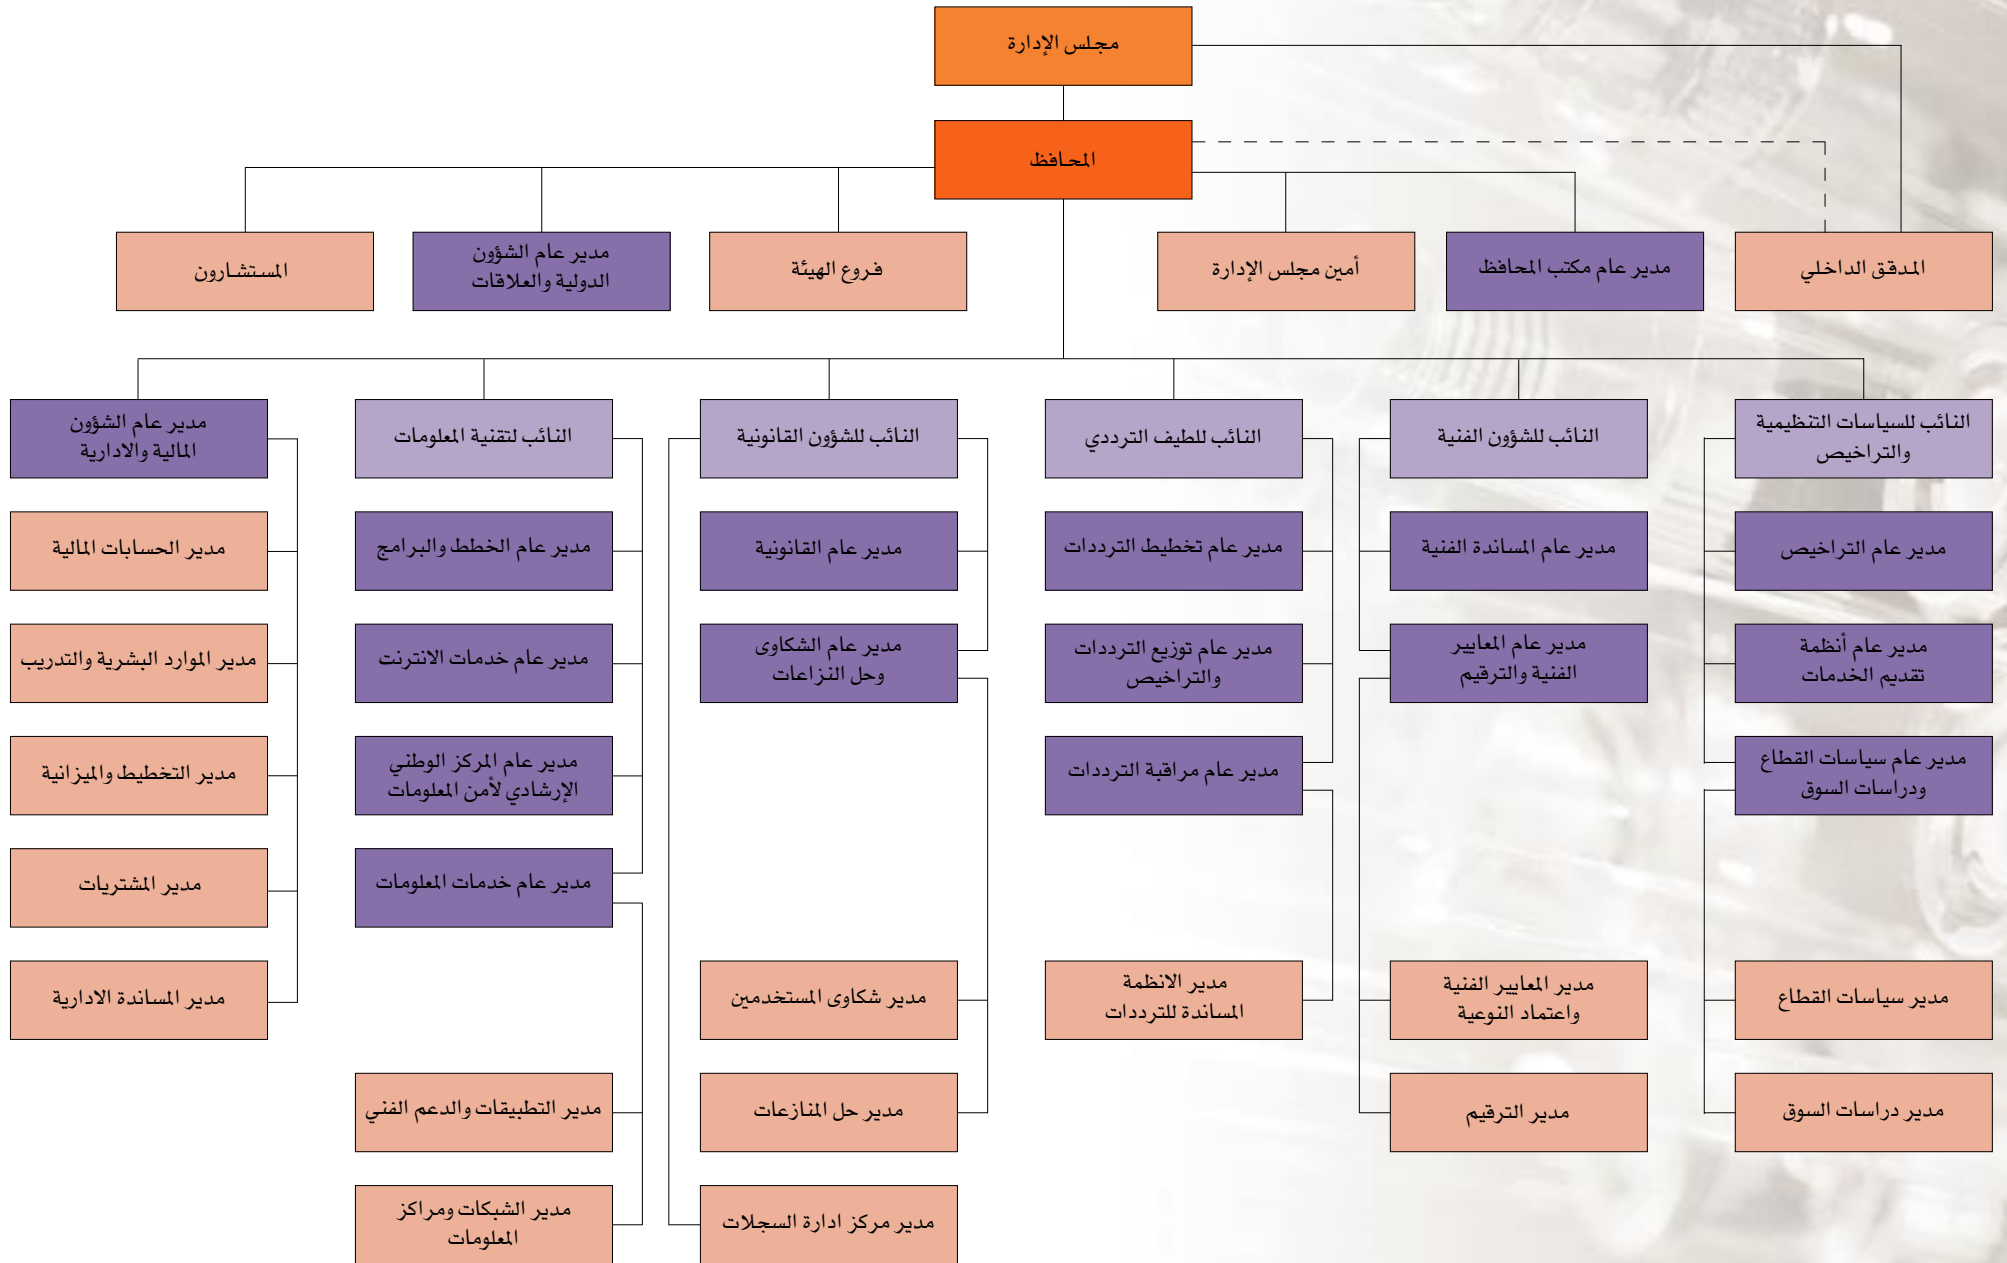 مجلس الإدارة
المحافظ
المدقق الداخلي
مدير عام مكتب المحافظ
أمين مجلس الإدارة
فروع الهيئة
مدير عام الشؤون
الدولية والعلاقات
المستشارون
النائب للسياسات التنظيمية
والتراخيص
النائب للشؤون الفنية
النائب للطيف الترددي
النائب للشؤون القانونية
النائب لتقنية المعلومات
مدير عام الشؤون
المالية والادارية
مدير عام التراخيص
مدير عام المساندة الفنية
مدير عام تخطيط الترددات
مدير عام القانونية
مدير عام الخطط والبرامج
مدير الحسابات المالية
مدير عام أنظمة
تقديم الخدمات
مدير عام المعايير
الفنية والترقيم
مدير عام توزيع الترددات
والتراخيص
مدير عام الشكاوى
وحل النزاعات
مدير عام خدمات الانترنت
مدير الموارد البشرية والتدريب
مدير عام سياسات القطاع
ودراسات السوق
مدير عام مراقبة الترددات
مدير عام المركز الوطني
الإرشادي لأمن المعلومات
مدير التخطيط والميزانية
مدير عام خدمات المعلومات
مدير المشتريات
مدير سياسات القطاع
مدير المعايير الفنية
واعتماد النوعية
مدير الانظمة
المساندة للترددات
مدير شكاوى المستخدمين
مدير المساندة الادارية
مدير دراسات السوق
مدير الترقيم
مدير حل المنازعات
مدير التطبيقات والدعم الفني
مدير مركز ادارة السجلات
مدير الشبكات ومراكز
المعلومات